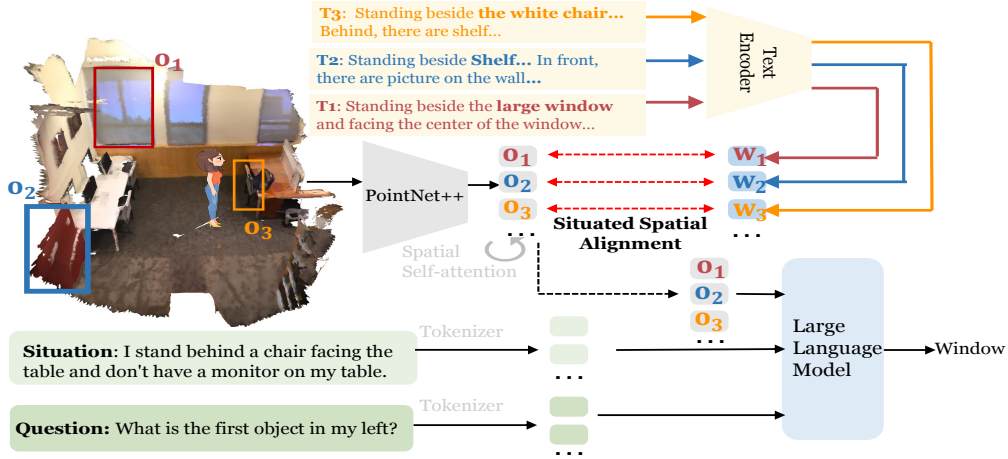 T3: Standing beside the white chair...
Behind, there are shelf...
T2: Standing beside Shelf... In front,
there are picture on the wall...
T1: Standing beside the large window
and facing the center of the window...
Text
Encoder
O1
O2
O3
PointNet++
O1
O2
O3
...
Spatial
Self-attention
Situated Spatial
Alignment
W1
W2
W3
...
O1
O2
O3
...
Situation: I stand behind a chair facing the
table and don't have a monitor on my table.
Tokenizer
...
Question: What is the first object in my left?
Tokenizer
...
Large
Language
Model
Window